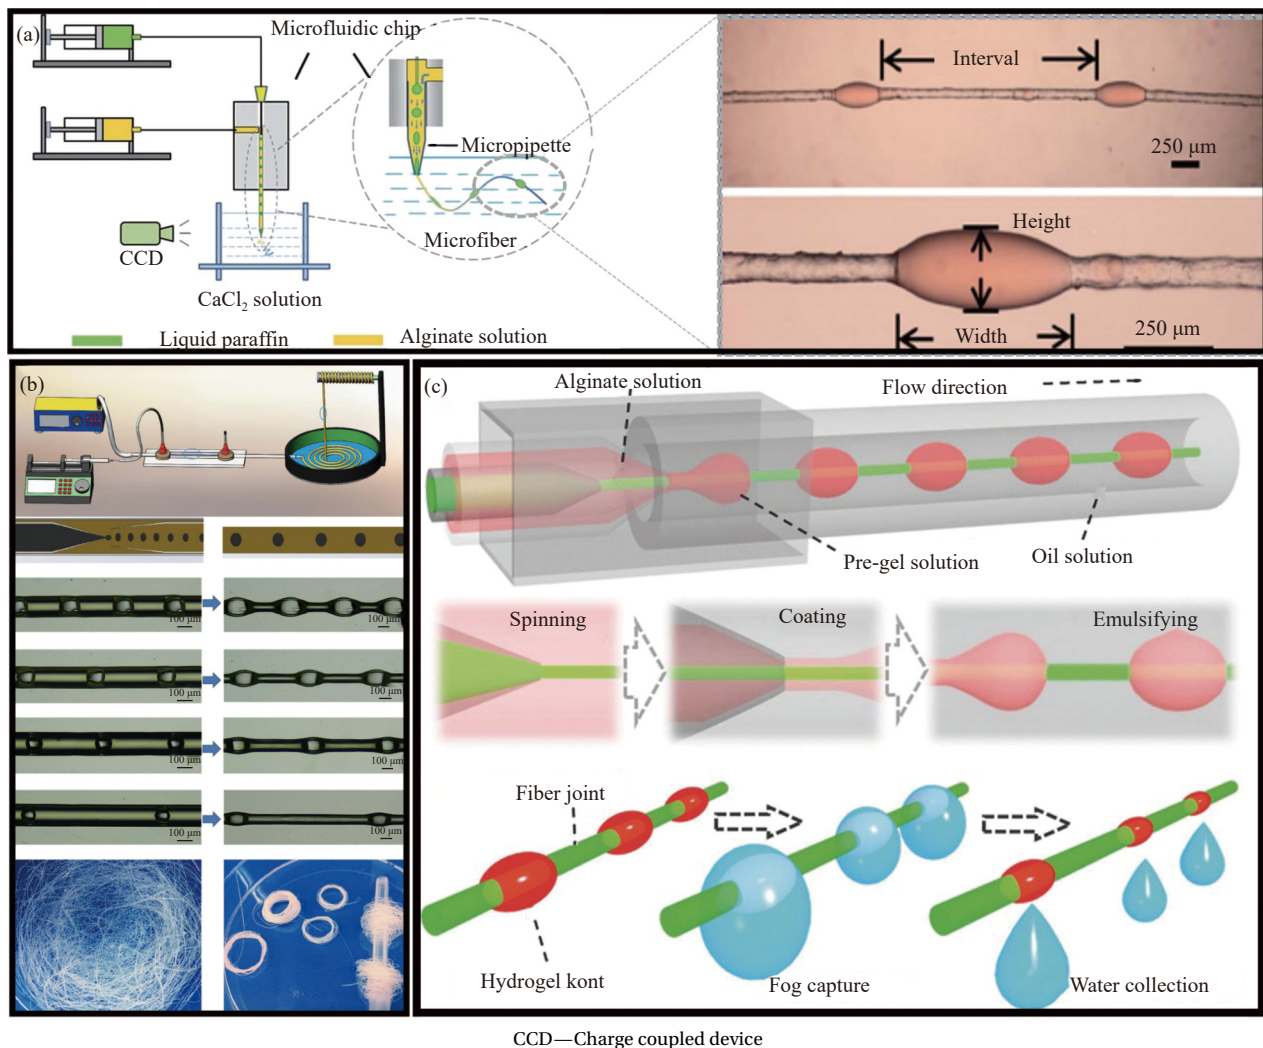 (a)
Microfluidic chip
Interval
250 μm
Micropipette
Microfiber
CCD
CaCl₂ solution
Liquid paraffin
Alginate solution
Height
Width
250 μm
(b)
100 μm
100 μm
100 μm
100 μm
100 μm
100 μm
100 μm
100 μm
(c)
Alginate solution
Flow direction
Pre-gel solution
Oil solution
Spinning
Coating
Emulsifying
Fiber joint
Hydrogel kont
Fog capture
Water collection
CCD—Charge coupled device